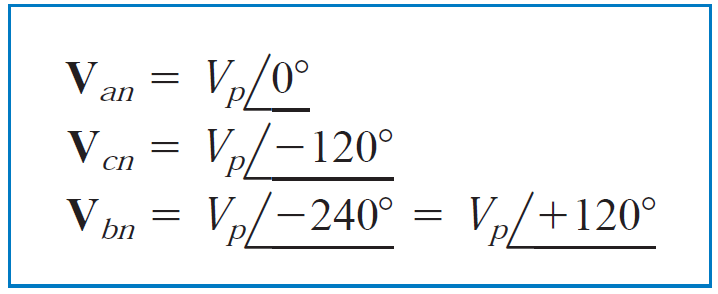 V_an = V_p∠0°
V_cn = V_p∠−120°
V_bn = V_p∠−240° = V_p∠+120°